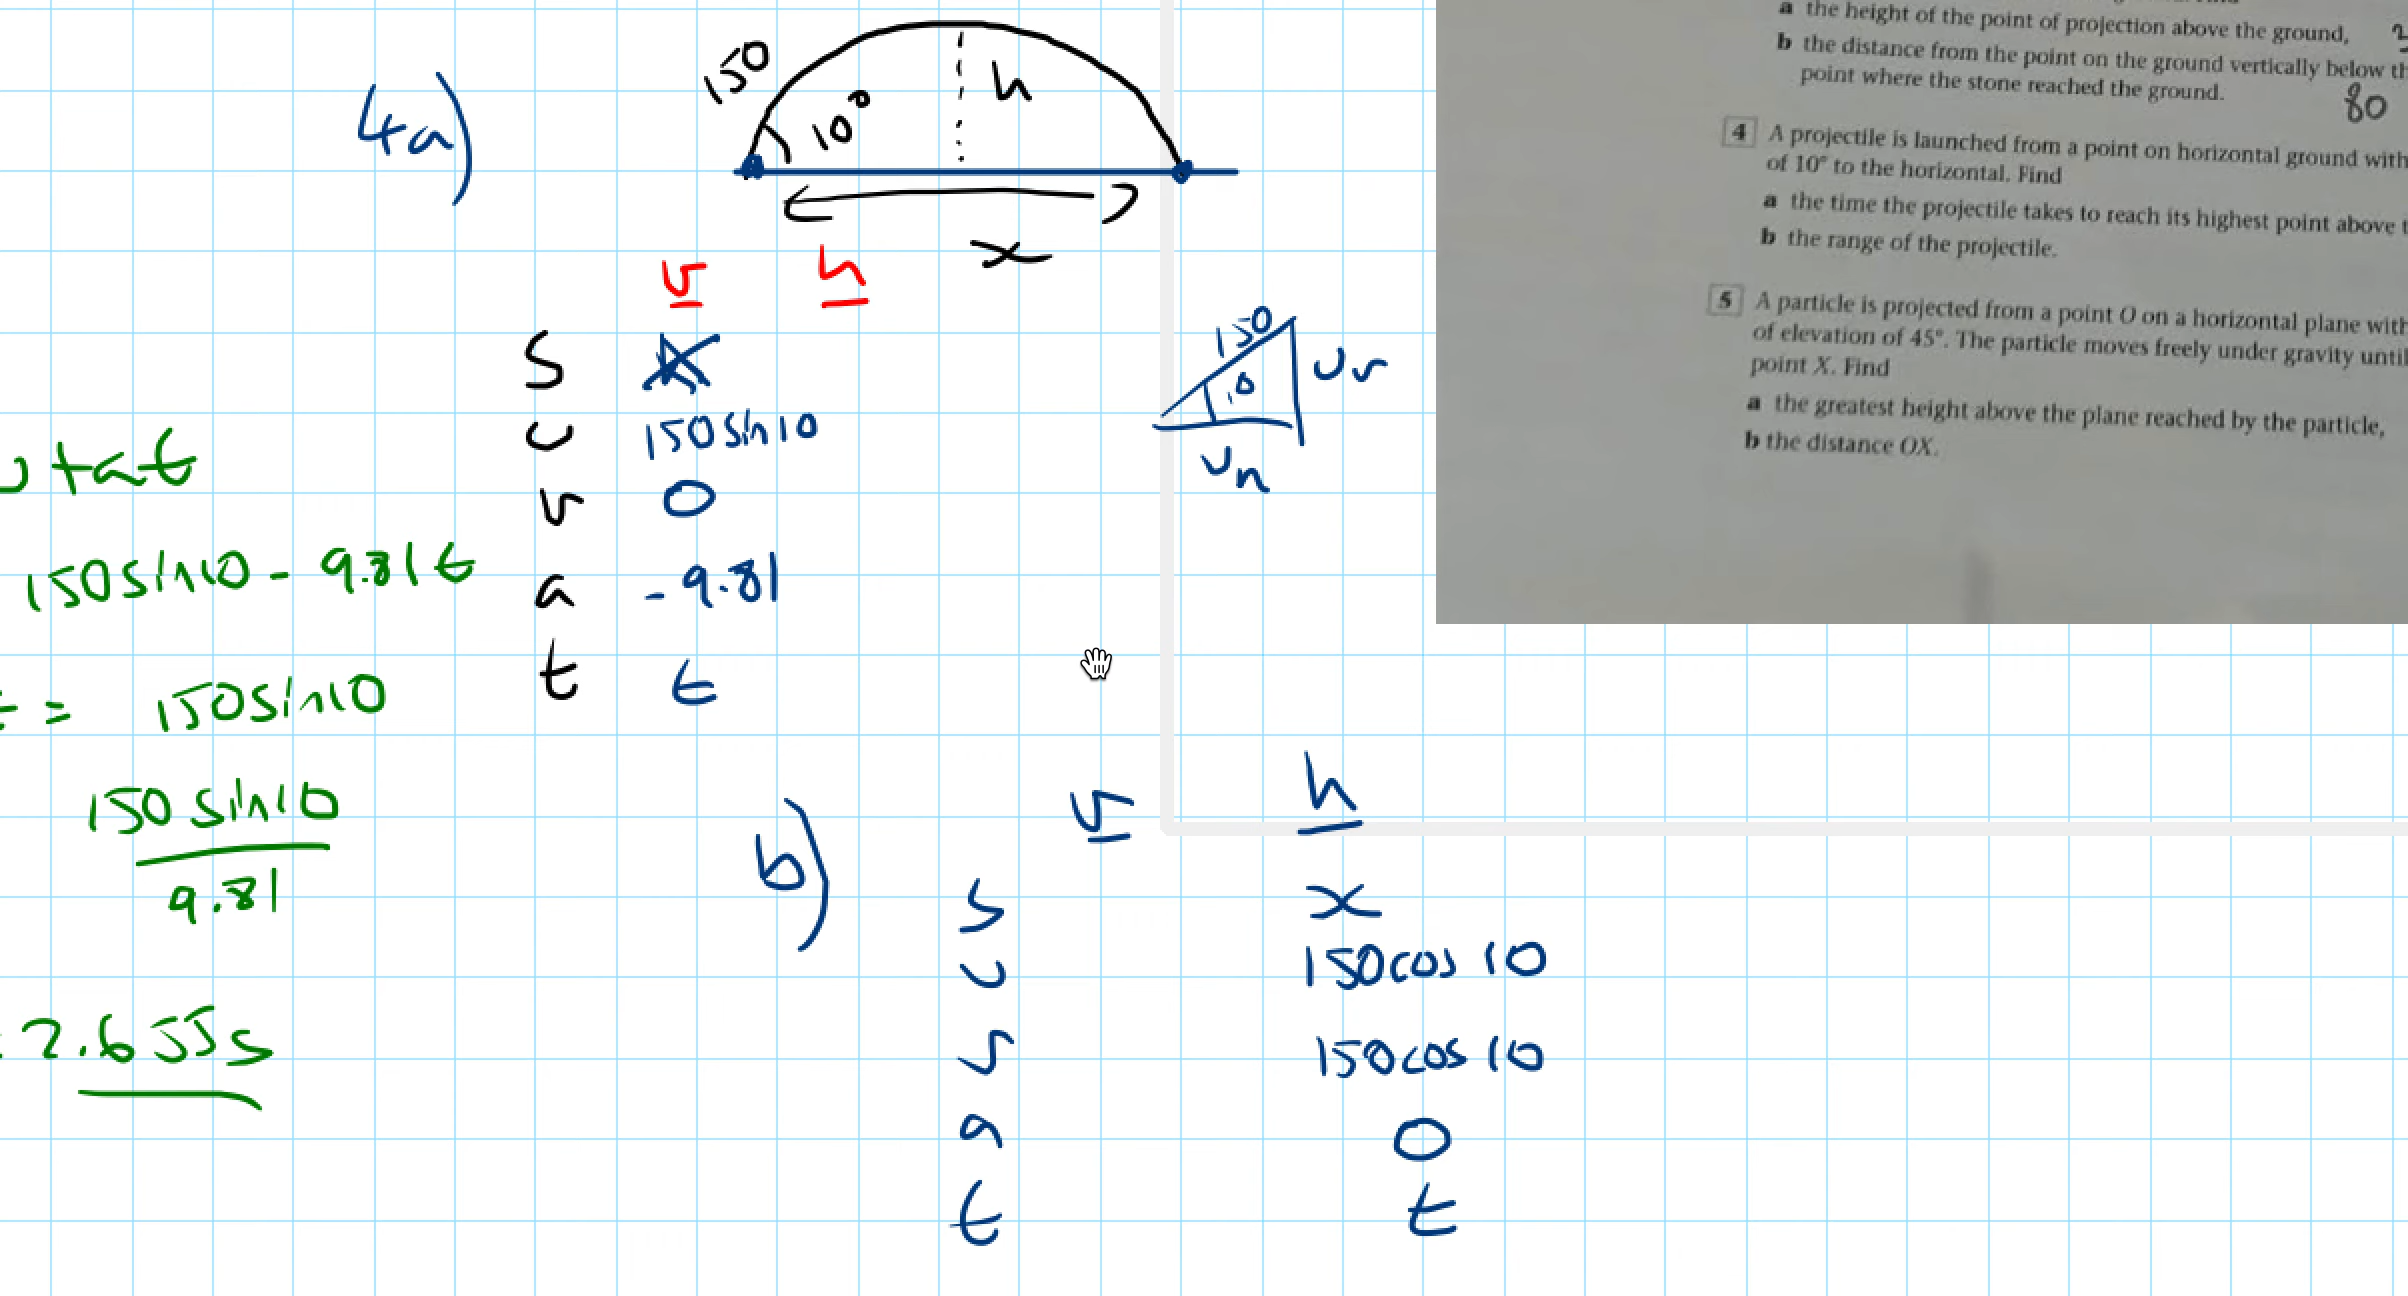 4a)
150
10°
h
x
v h
s
u 150sin10
v 0
a -9.81
t t
150
10
Uv
Un
u+at
150sin10 - 9.81t
= 150sin10
150sin10
9.81
2.655s
b)
v h
s x
u 150cos 10
v 150cos 10
a 0
t t
a the height of the point of projection above the ground,
b the distance from the point on the ground vertically below th
point where the stone reached the ground.
80
4 A projectile is launched from a point on horizontal ground with
of 10° to the horizontal. Find
a the time the projectile takes to reach its highest point above
b the range of the projectile.
5 A particle is projected from a point O on a horizontal plane with
of elevation of 45°. The particle moves freely under gravity until
point X. Find
a the greatest height above the plane reached by the particle,
b the distance OX.